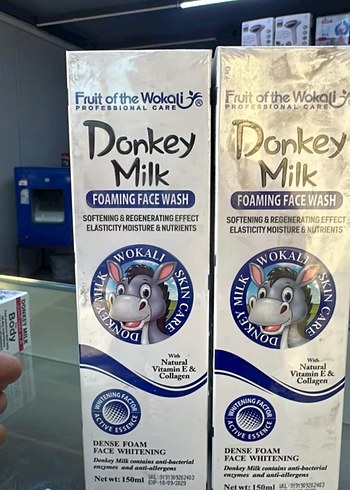 Fruit of the Wokali ®
PROFESSIONAL CARE
Donkey
Milk
FOAMING FACE WASH
SOFTENING & REGENERATING EFFECT
ELASTICITY MOISTURE & NUTRIENTS
DONKEY MILK WOKALI SKIN CARE
With
Natural
Vitamin E &
Collagen
WHITENING FACTOR
ACTIVE ESSENCE
DENSE FOAM
FACE WHITENING
Donkey Milk contains anti-bacterial
enzymes and anti-allergens
Net wt: 150ml
Fruit of the Wokali
PROFESSIONAL CARE
Donkey
Milk
FOAMING FACE WASH
SOFTENING & REGENERATING EFFECT
ELASTICITY MOISTURE & NUTRIENTS
DONKEY MILK WOKALI SKIN CARE
With
Natural
Vitamin E &
Collagen
WHITENING FACTOR
ACTIVE ESSENCE
DENSE FOAM
FACE WHITENING
Donkey Milk contains anti-bacterial
enzymes and anti-allergens
Net wt: 150ml
DONKEY MILK
Body